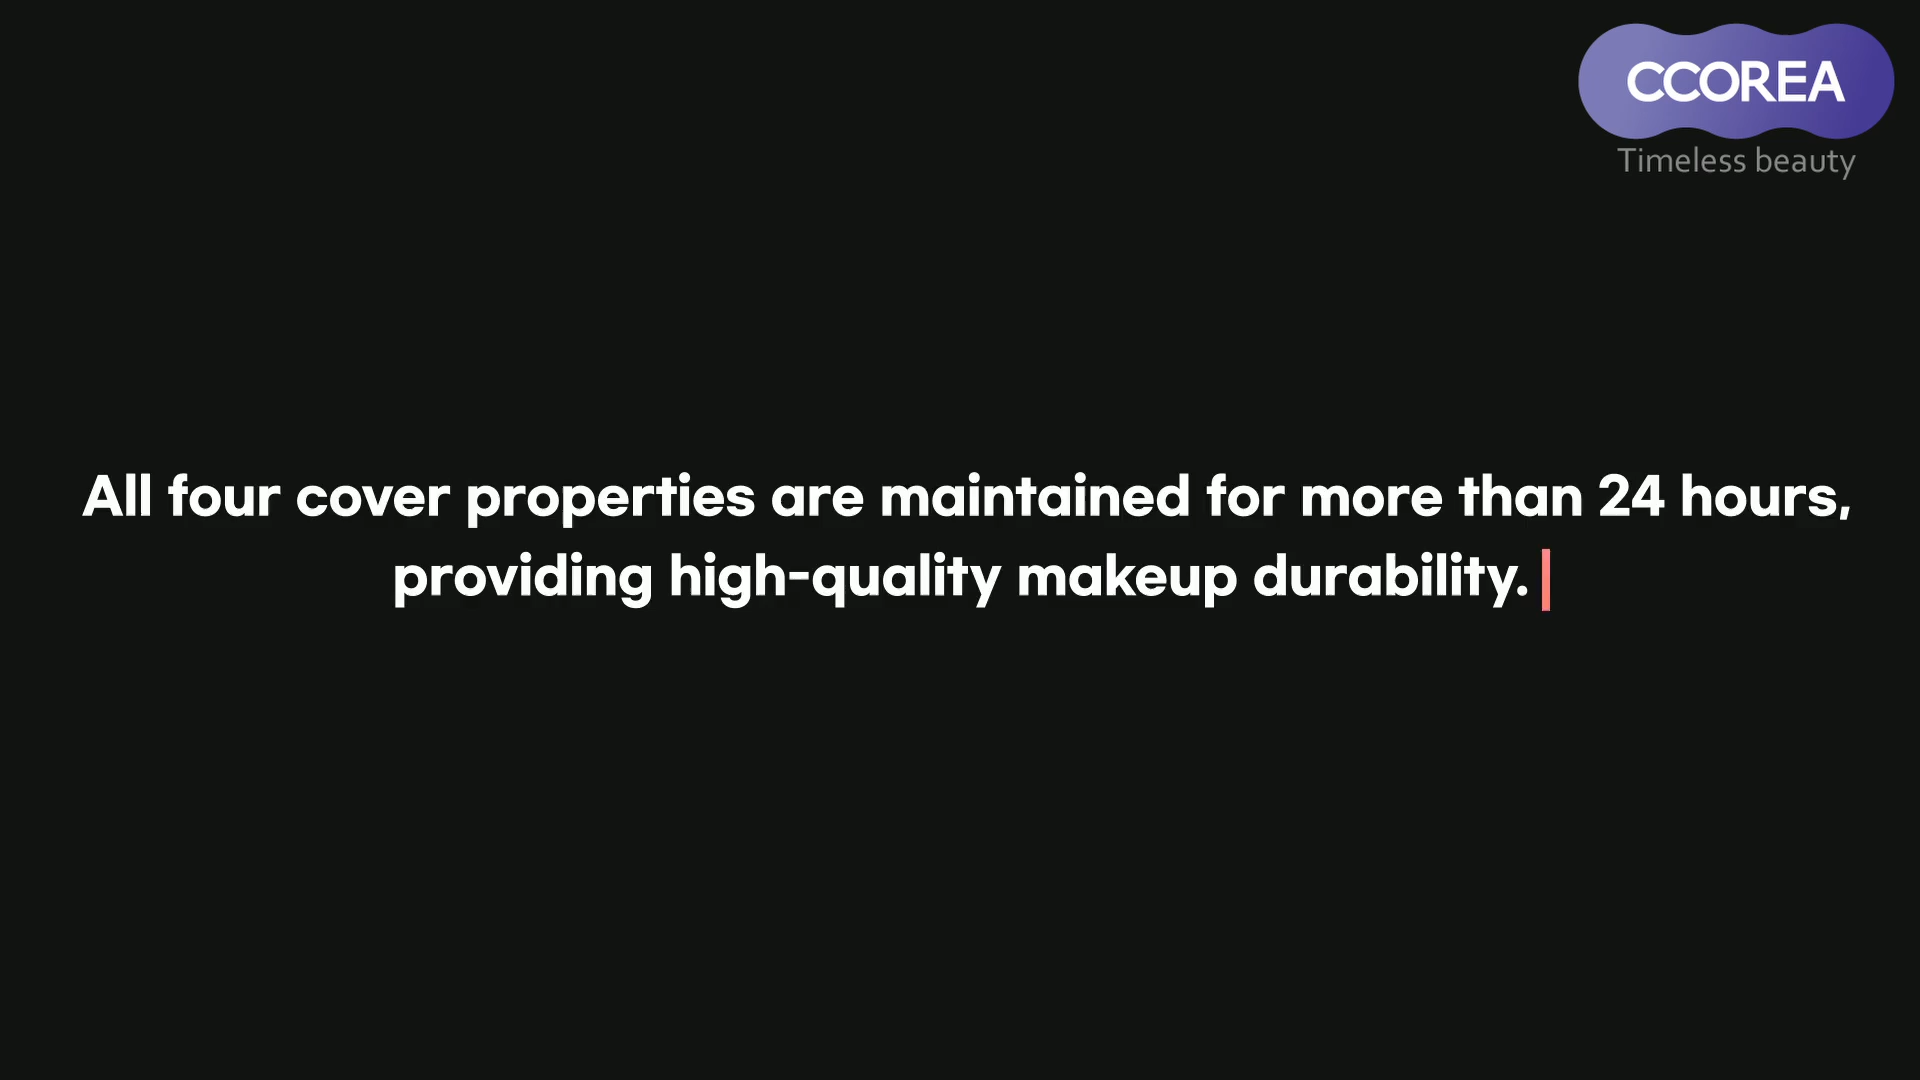 CCOREA
Timeless beauty
All four cover properties are maintained for more than 24 hours,
providing high-quality makeup durability.